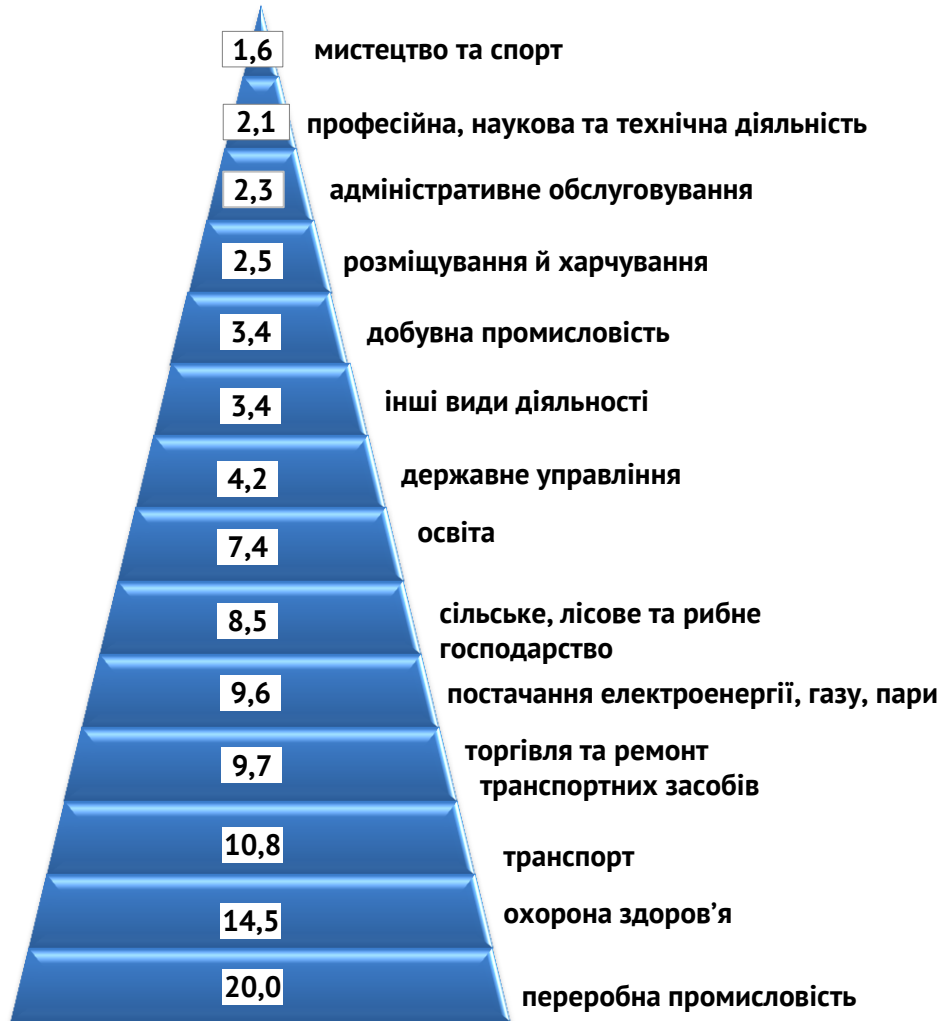 1,6 мистецтво та спорт
2,1 професійна, наукова та технічна діяльність
2,3 адміністративне обслуговування
2,5 розміщування й харчування
3,4 добувна промисловість
3,4 інші види діяльності
4,2 державне управління
7,4 освіта
8,5 сільське, лісове та рибне
господарство
9,6 постачання електроенергії, газу, пари
9,7 торгівля та ремонт
транспортних засобів
10,8 транспорт
14,5 охорона здоров’я
20,0 переробна промисловість